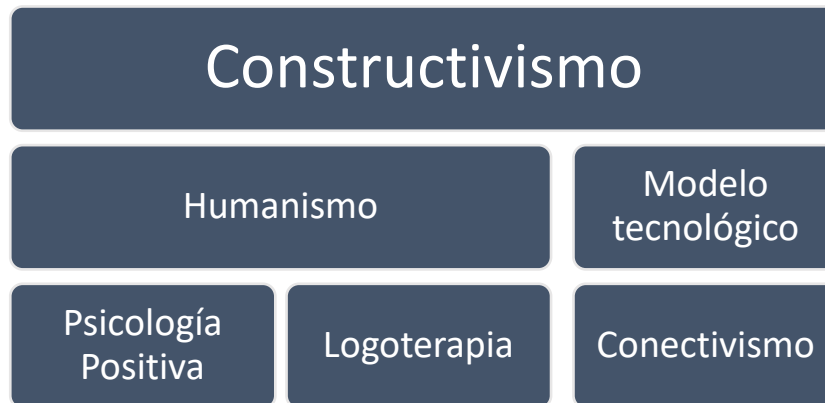 Constructivismo
Humanismo
Modelo
tecnológico
Psicología
Positiva
Logoterapia
Conectivismo